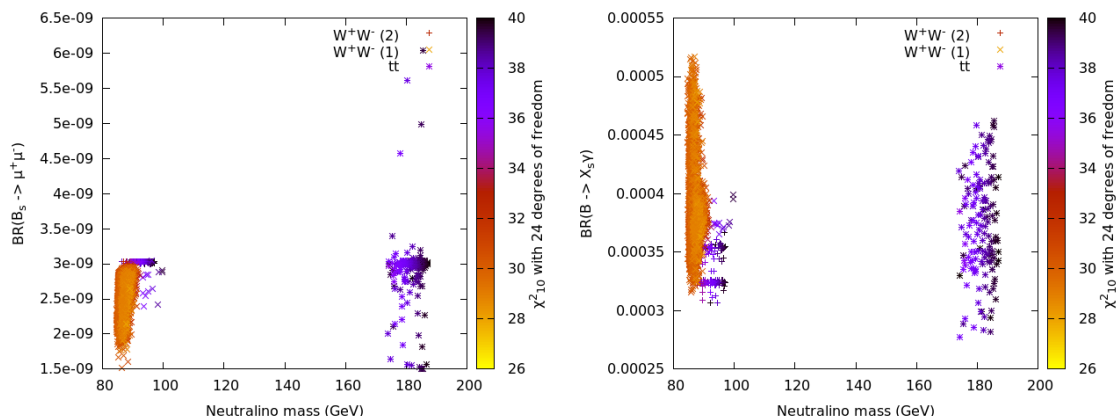 6.5e-09
6e-09
5.5e-09
5e-09
4.5e-09
4e-09
3.5e-09
3e-09
2.5e-09
2e-09
1.5e-09
BR(B_s -> μ⁺μ⁻)
W⁺W⁻ (2)
W⁺W⁻ (1)
tt
80 100 120 140 160 180 200
Neutralino mass (GeV)
40
38
36
34
32
30
28
26
χ²₁₀ with 24 degrees of freedom
0.00055
0.0005
0.00045
0.0004
0.00035
0.0003
0.00025
BR(B -> X_sγ)
W⁺W⁻ (2)
W⁺W⁻ (1)
tt
80 100 120 140 160 180 200
Neutralino mass (GeV)
40
38
36
34
32
30
28
26
χ²₁₀ with 24 degrees of freedom